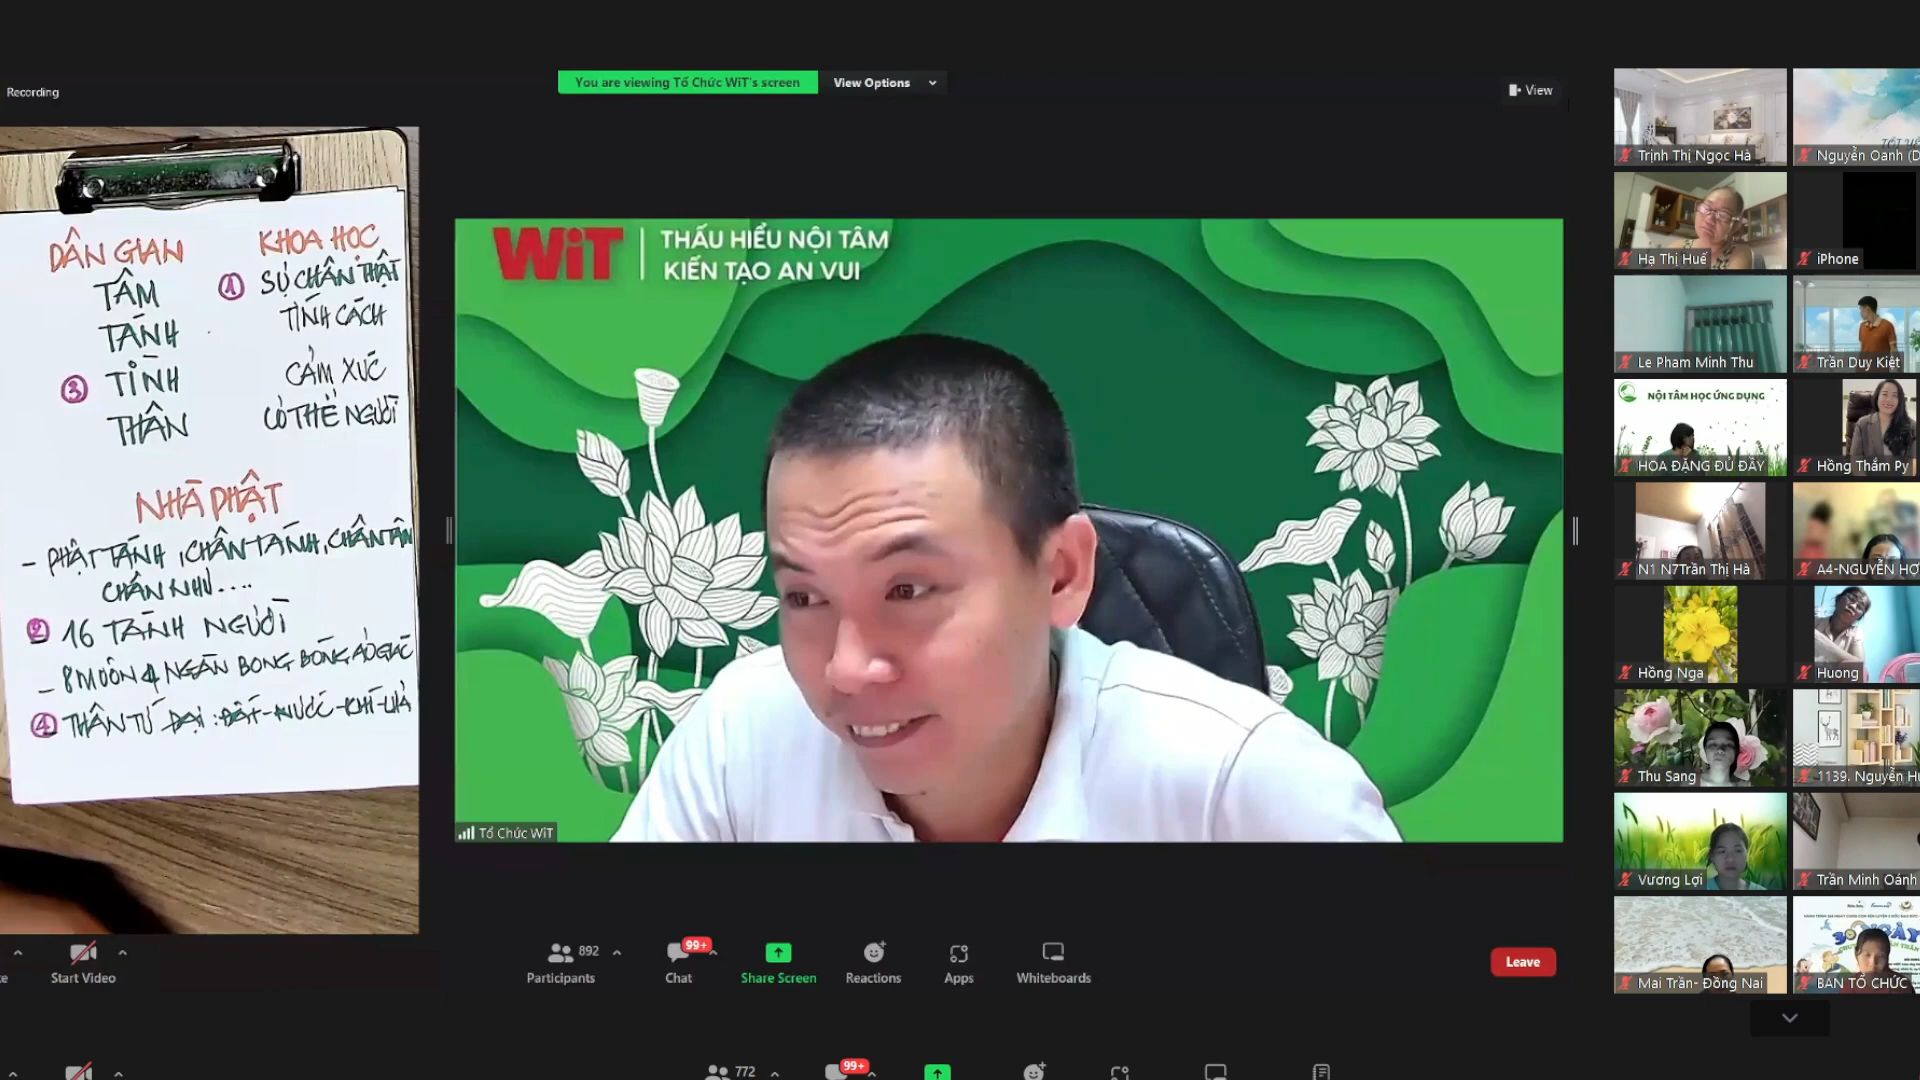 You are viewing Tổ Chức WiT's screen
View Options
Recording
View
DÂN GIAN
TÂM
TÁNH
③ TÌNH
THÂN
KHOA HỌC
① SỰ CHÂN THẬT
TÍNH CÁCH
CẢM XÚC
CƠ THỂ NGƯỜI
NHÀ PHẬT
- PHẬT TÁNH, CHÂN TÁNH, CHÂN TÂM
CHÂN NHƯ....
② 16 TÁNH NGƯỜI
- 8 MUÔN 4 NGÀN BONG BÓNG ẢO GIÁC
④ THÂN TỨ ĐẠI: ĐẤT-NƯỚC-KHÍ-LỬA
WiT
THẤU HIỂU NỘI TÂM
KIẾN TẠO AN VUI
Tổ Chức WiT
Trịnh Thị Ngọc Hà
Nguyễn Oanh (D
Hạ Thị Huế
iPhone
Le Pham Minh Thu
Trần Duy Kiệt
NỘI TÂM HỌC ỨNG DỤNG
HOA ĐẶNG ĐỦ ĐẦY
Hồng Thắm Py
N1 N7Trần Thị Hà
A4-NGUYỄN HỢ
Hồng Nga
Huong
Thu Sang
1139. Nguyễn Hu
Vương Lợi
Trần Minh Oánh
Mai Trần- Đồng Nai
30 NGÀY
BAN TỔ CHỨC
Start Video
892
Participants
99+
Chat
Share Screen
Reactions
Apps
Whiteboards
Leave
772
99+